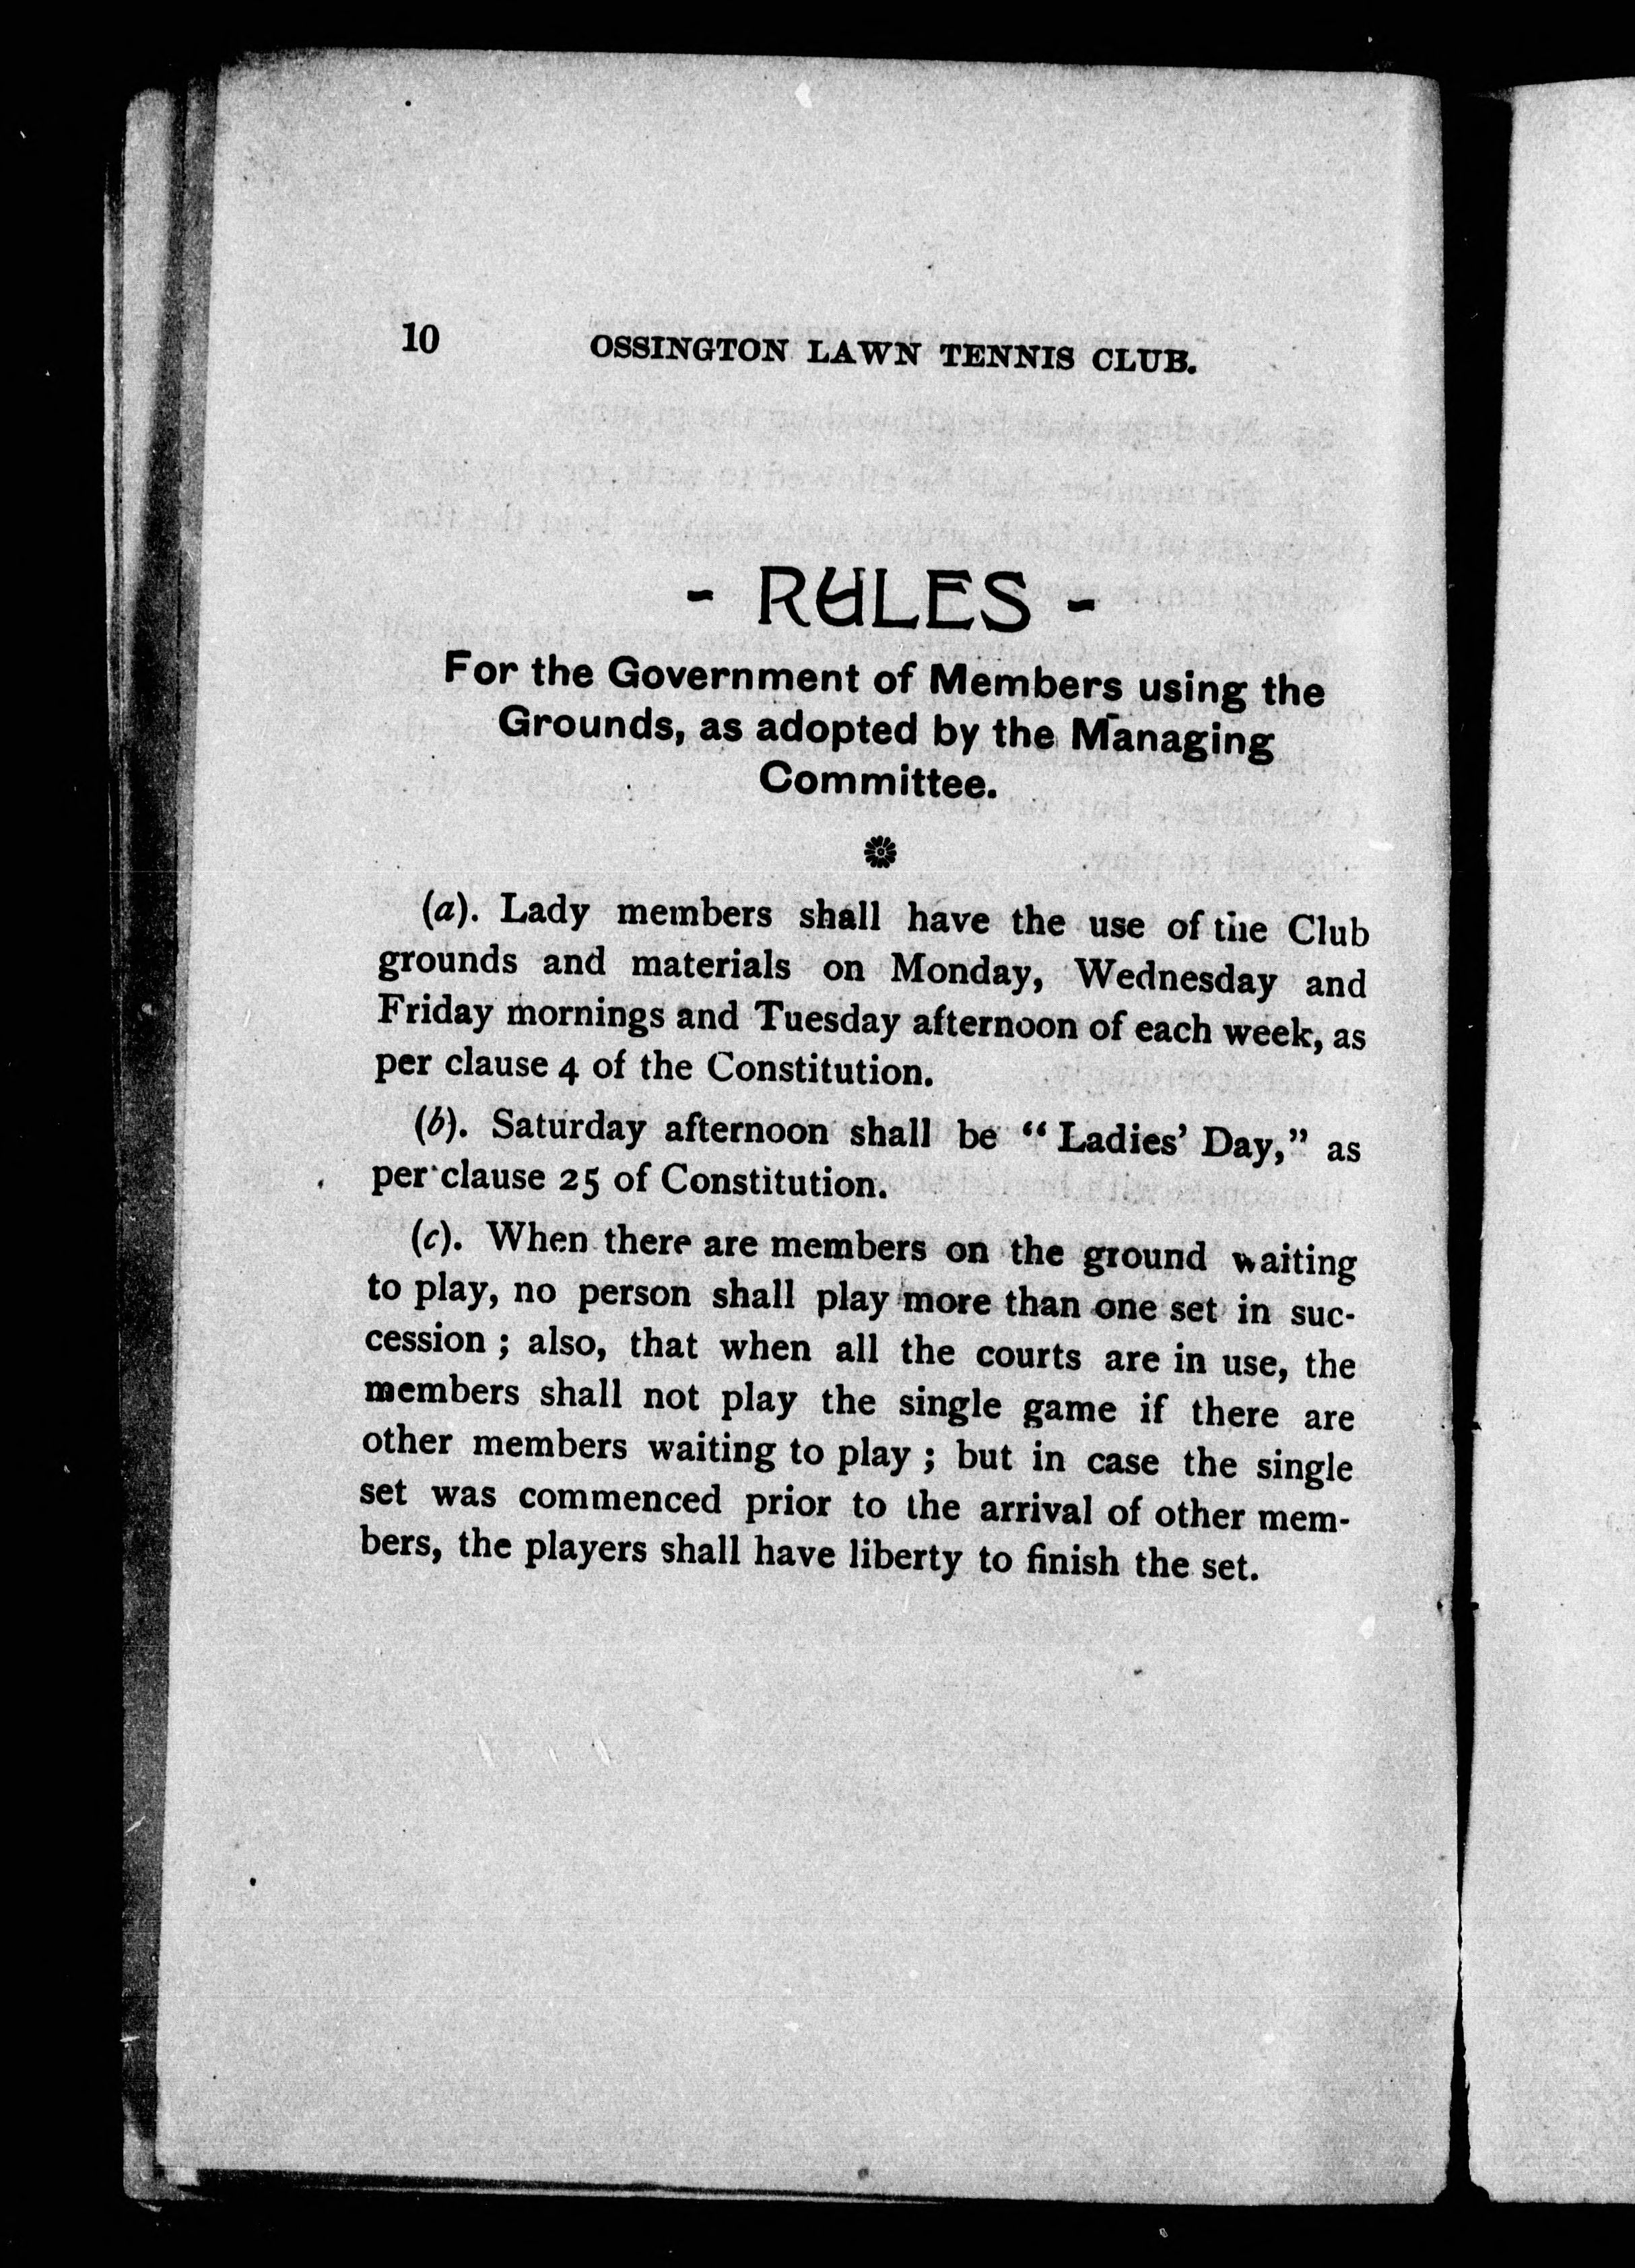 10
OSSINGTON LAWN TENNIS CLUB.
- RULES -
For the Government of Members using the
Grounds, as adopted by the Managing
Committee.
(a). Lady members shall have the use of the Club
grounds and materials on Monday, Wednesday and
Friday mornings and Tuesday afternoon of each week, as
per clause 4 of the Constitution.
(b). Saturday afternoon shall be “ Ladies’ Day,” as
per clause 25 of Constitution.
(c). When there are members on the ground waiting
to play, no person shall play more than one set in suc-
cession ; also, that when all the courts are in use, the
members shall not play the single game if there are
other members waiting to play ; but in case the single
set was commenced prior to the arrival of other mem-
bers, the players shall have liberty to finish the set.